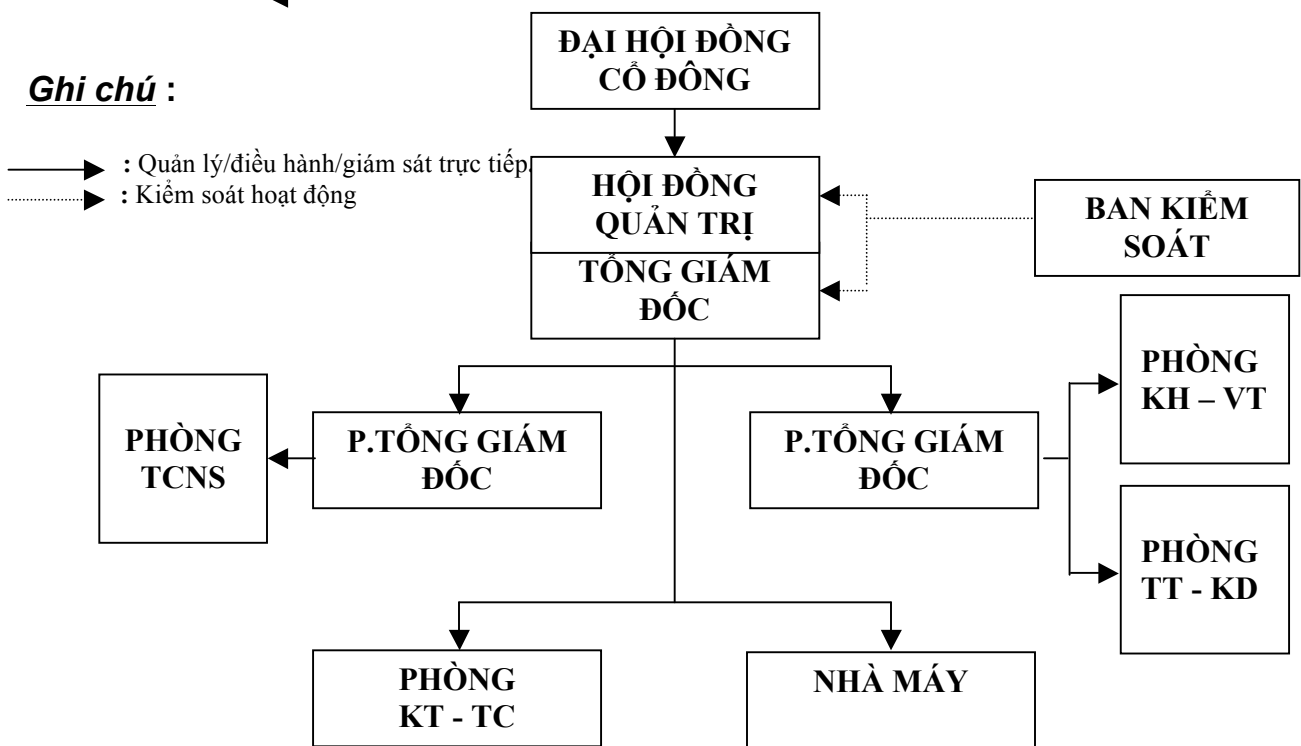 ĐẠI HỘI ĐỒNG
CỔ ĐÔNG
Ghi chú :
: Quản lý/điều hành/giám sát trực tiếp.
: Kiểm soát hoạt động
HỘI ĐỒNG
QUẢN TRỊ
BAN KIỂM
SOÁT
TỔNG GIÁM
ĐỐC
PHÒNG
KH – VT
PHÒNG
TCNS
P.TỔNG GIÁM
ĐỐC
P.TỔNG GIÁM
ĐỐC
PHÒNG
TT - KD
PHÒNG
KT - TC
NHÀ MÁY